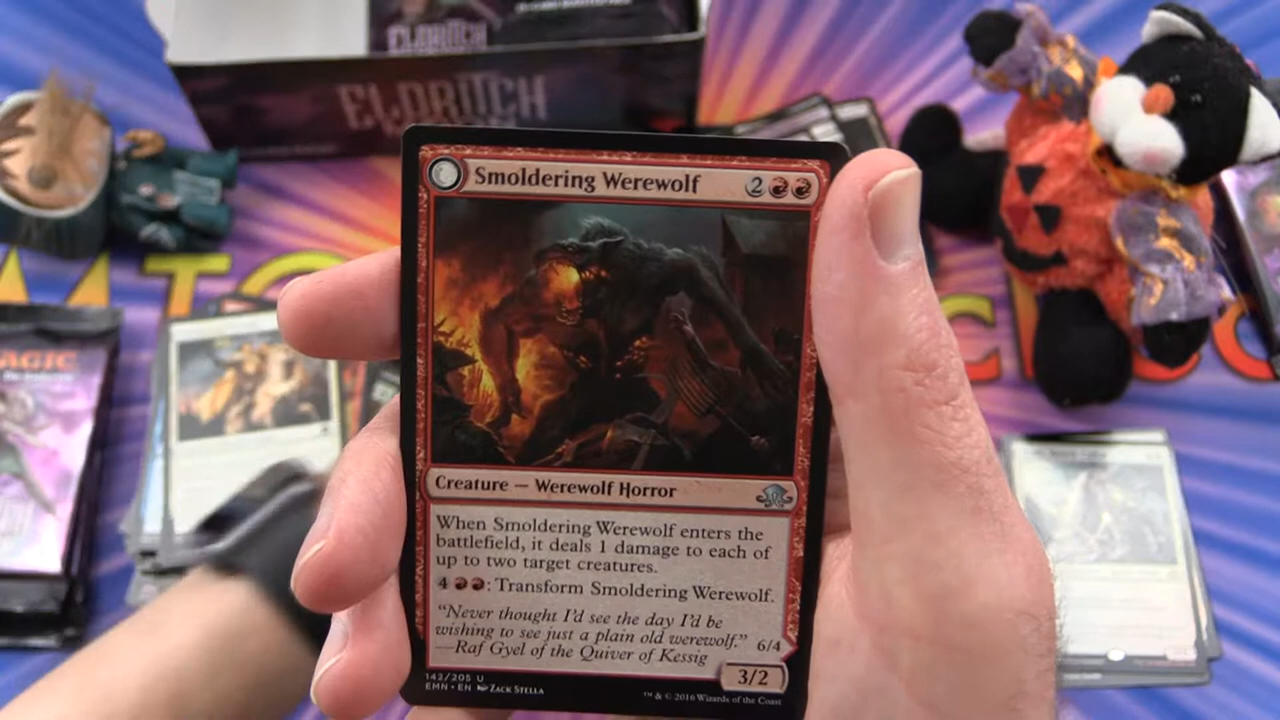 ELDRITCH
ELDRITCH
Smoldering Werewolf 2
Creature — Werewolf Horror
When Smoldering Werewolf enters the
battlefield, it deals 1 damage to each of
up to two target creatures.
4 : Transform Smoldering Werewolf.
"Never thought I'd see the day I'd be
wishing to see just a plain old werewolf."
—Raf Gyel of the Quiver of Kessig
6/4
3/2
142/205 U
EMN • EN ZACK STELLA
™ & © 2016 Wizards of the Coast
MTG
AGIC